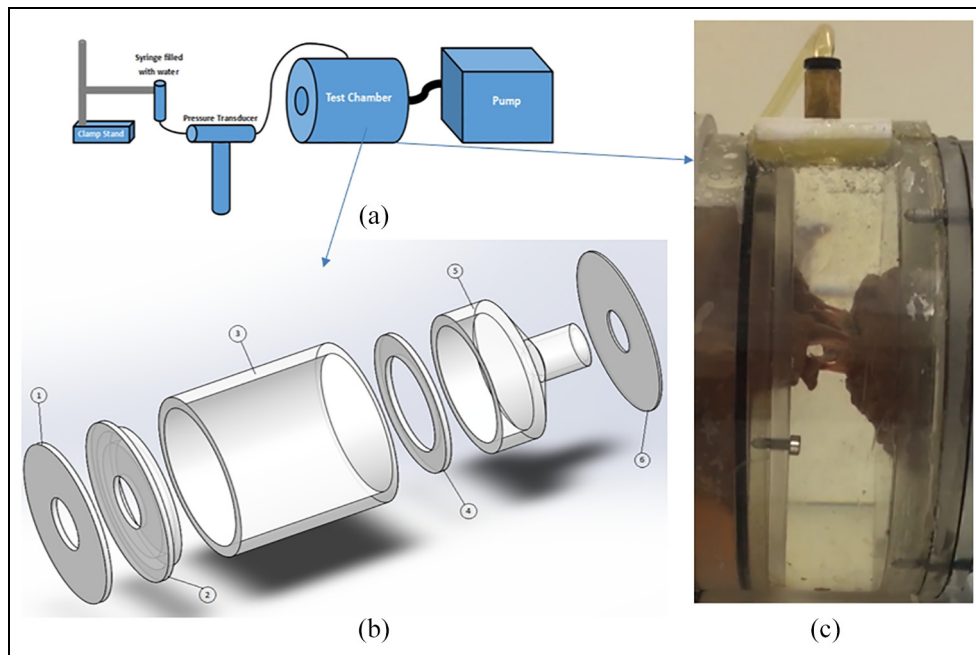 Syringe filled
with water
Pressure Transducer
Clamp Stand
Test Chamber
Pump
(a)
1
2
3
4
5
6
(b)
(c)